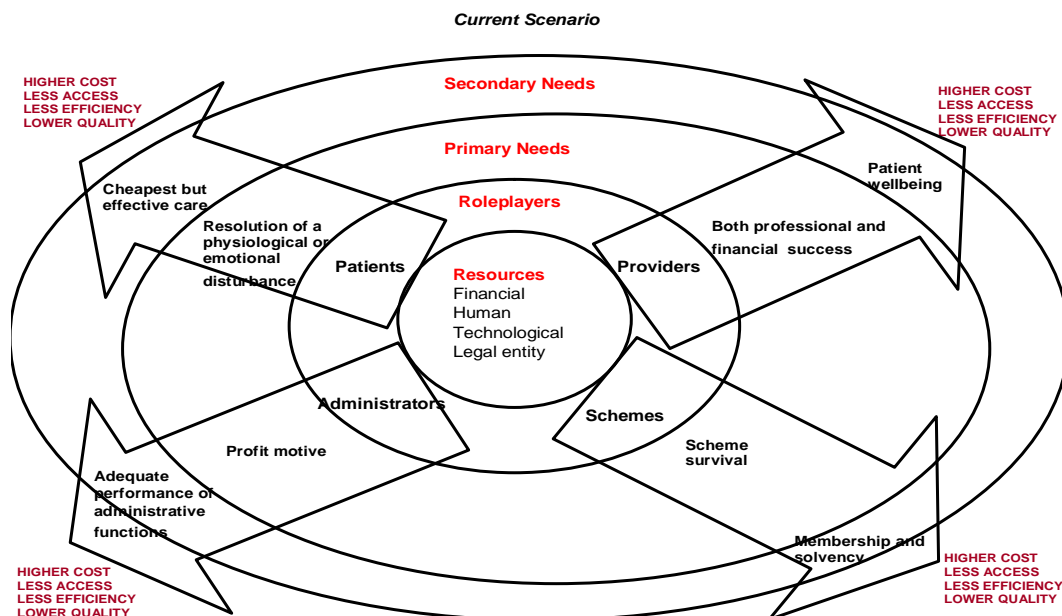 Current Scenario
HIGHER COST
LESS ACCESS
LESS EFFICIENCY
LOWER QUALITY
Secondary Needs
HIGHER COST
LESS ACCESS
LESS EFFICIENCY
LOWER QUALITY
Primary Needs
Cheapest but
effective care
Patient
wellbeing
Roleplayers
Resolution of a
physiological or
emotional
disturbance
Both professional and
financial success
Patients
Providers
Resources
Financial
Human
Technological
Legal entity
Administrators
Schemes
Profit motive
Scheme
survival
Adequate
performance of
administrative
functions
Membership and
solvency
HIGHER COST
LESS ACCESS
LESS EFFICIENCY
LOWER QUALITY
HIGHER COST
LESS ACCESS
LESS EFFICIENCY
LOWER QUALITY